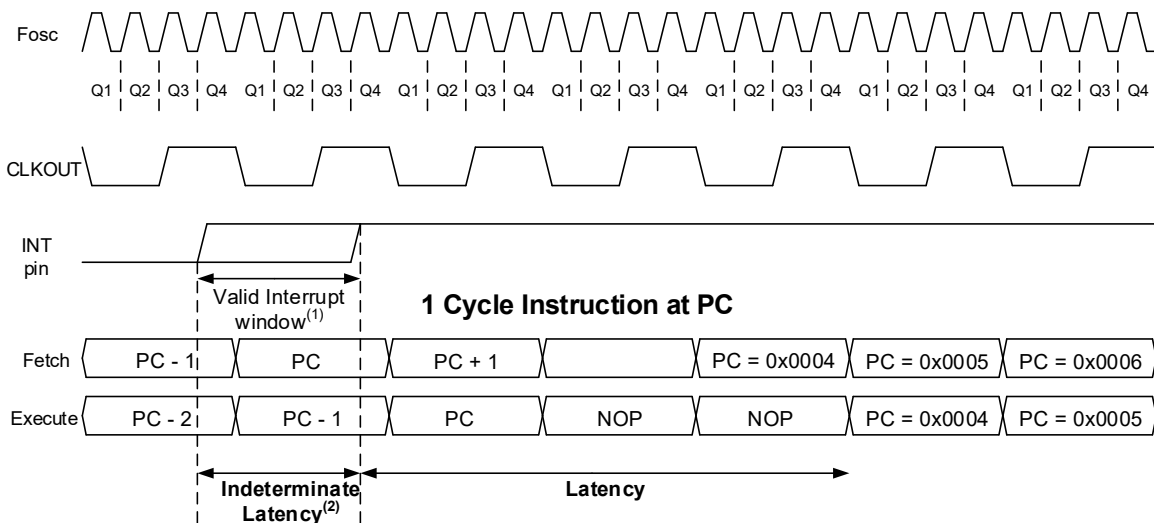 Fosc
Q1 Q2 Q3 Q4 Q1 Q2 Q3 Q4 Q1 Q2 Q3 Q4 Q1 Q2 Q3 Q4 Q1 Q2 Q3 Q4 Q1 Q2 Q3 Q4 Q1 Q2 Q3 Q4
CLKOUT
INT
pin
Valid Interrupt
window(1)
1 Cycle Instruction at PC
Fetch PC - 1 PC PC + 1 PC = 0x0004 PC = 0x0005 PC = 0x0006
Execute PC - 2 PC - 1 PC NOP NOP PC = 0x0004 PC = 0x0005
Indeterminate
Latency(2)
Latency